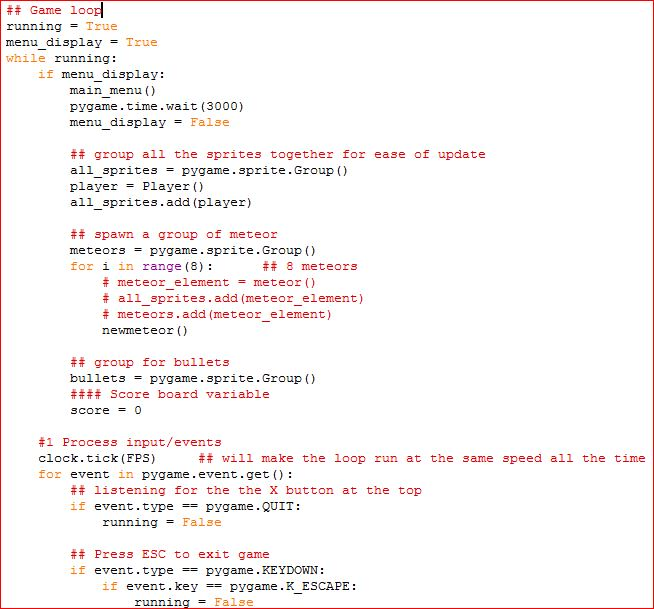 ## Game loop
running = True
menu_display = True
while running:
    if menu_display:
        main_menu()
        pygame.time.wait(3000)
        menu_display = False

        ## group all the sprites together for ease of update
        all_sprites = pygame.sprite.Group()
        player = Player()
        all_sprites.add(player)

        ## spawn a group of meteor
        meteors = pygame.sprite.Group()
        for i in range(8):      ## 8 meteors
            # meteor_element = meteor()
            # all_sprites.add(meteor_element)
            # meteors.add(meteor_element)
            newmeteor()

        ## group for bullets
        bullets = pygame.sprite.Group()
        #### Score board variable
        score = 0

    #1 Process input/events
    clock.tick(FPS)     ## will make the loop run at the same speed all the time
    for event in pygame.event.get():
        ## listening for the the X button at the top
        if event.type == pygame.QUIT:
            running = False

        ## Press ESC to exit game
        if event.type == pygame.KEYDOWN:
            if event.key == pygame.K_ESCAPE:
                running = False